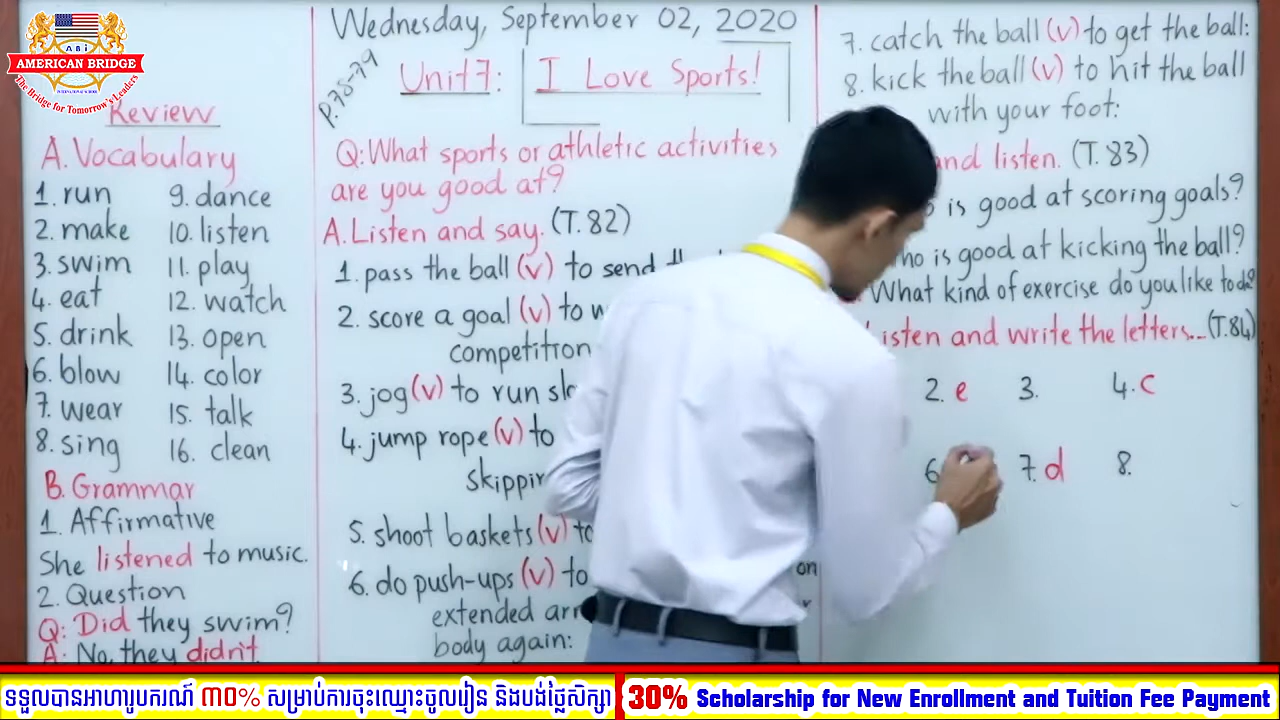 ABi
AMERICAN BRIDGE
INTERNATIONAL SCHOOL
The Bridge for Tomorrow's Leaders
Review
A. Vocabulary
1. run 9. dance
2. make 10. listen
3. swim 11. play
4. eat 12. watch
5. drink 13. open
6. blow 14. color
7. wear 15. talk
8. sing 16. clean
B. Grammar
1. Affirmative
She listened to music.
2. Question
Q: Did they swim?
A: No, they didn't.
Wednesday, September 02, 2020
P.78-79
Unit 7: I Love Sports!
Q: What sports or athletic activities
are you good at?
A. Listen and say. (T. 82)
1. pass the ball (v) to send
2. score a goal (v) to
competition
3. jog (v) to run
4. jump rope (v) to
5. shoot baskets (v) to
6. do push-ups (v) to on
extended
body again:
7. catch the ball (v) to get the ball:
8. kick the ball (v) to hit the ball
with your foot:
and listen. (T. 83)
is good at scoring goals?
is good at kicking the ball?
What kind of exercise do you like to do?
Listen and write the letters... (T.84)
2. e 3. 4. c
6 7. d 8.
ទទួលបានអាហារូបករណ៍ ៣០% សម្រាប់ការចុះឈ្មោះចូលរៀន និងបង់ថ្លៃសិក្សា
30% Scholarship for New Enrollment and Tuition Fee Payment